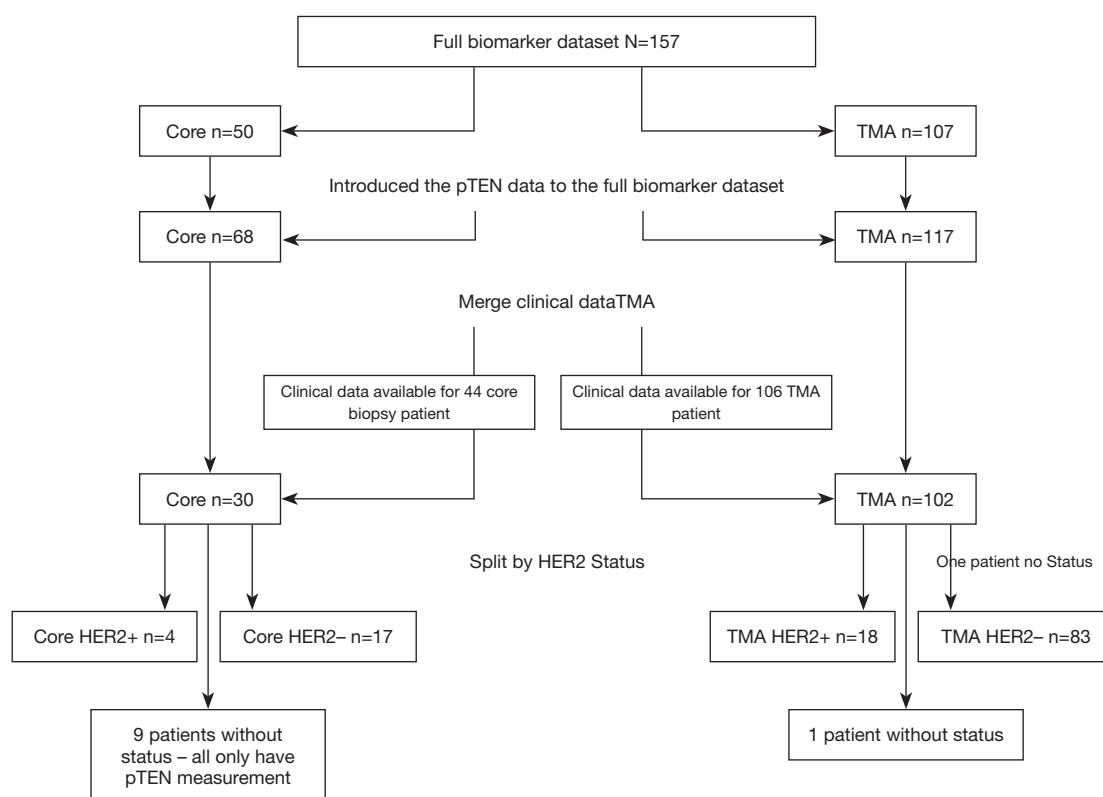 Full biomarker dataset N=157
Core n=50
TMA n=107
Introduced the pTEN data to the full biomarker dataset
Core n=68
TMA n=117
Merge clinical dataTMA
Clinical data available for 44 core
biopsy patient
Clinical data available for 106 TMA
patient
Core n=30
TMA n=102
Split by HER2 Status
One patient no Status
Core HER2+ n=4
Core HER2– n=17
TMA HER2+ n=18
TMA HER2– n=83
9 patients without
status – all only have
pTEN measurement
1 patient without status